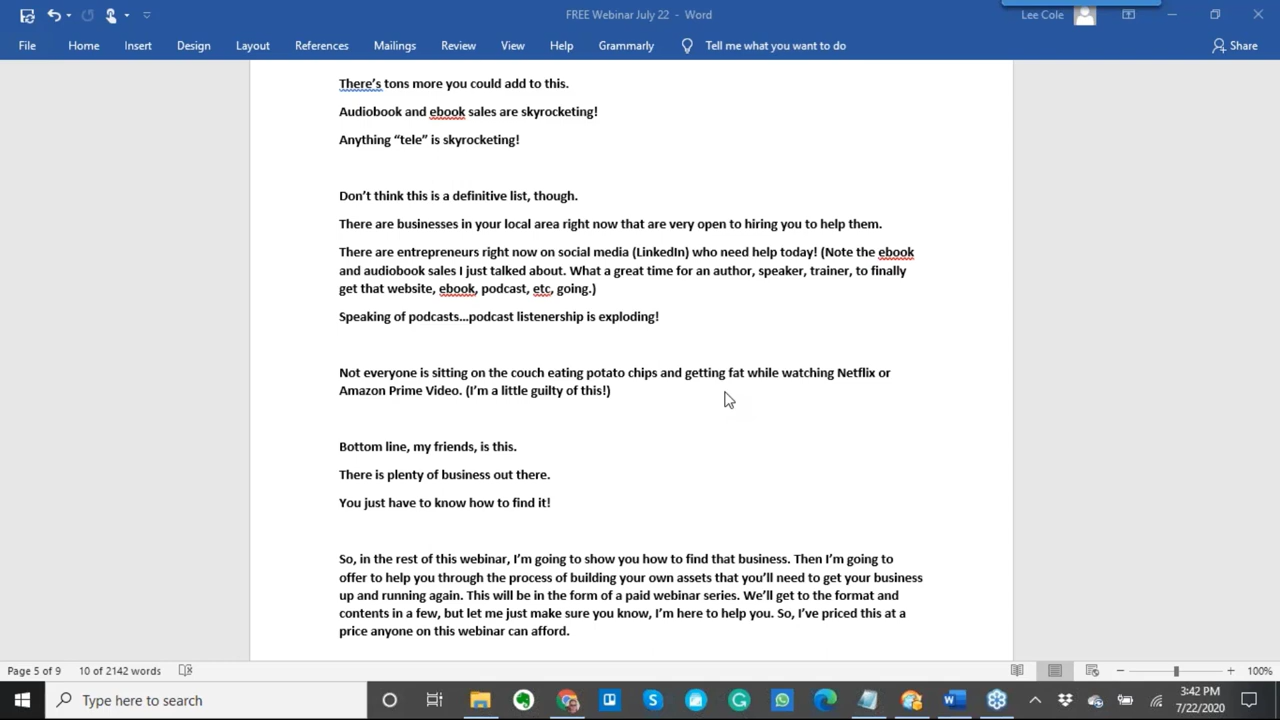 FREE Webinar July 22 - Word
Lee Cole
File Home Insert Design Layout References Mailings Review View Help Grammarly Tell me what you want to do Share
There's tons more you could add to this.
Audiobook and ebook sales are skyrocketing!
Anything “tele” is skyrocketing!
Don't think this is a definitive list, though.
There are businesses in your local area right now that are very open to hiring you to help them.
There are entrepreneurs right now on social media (LinkedIn) who need help today! (Note the ebook
and audiobook sales I just talked about. What a great time for an author, speaker, trainer, to finally
get that website, ebook, podcast, etc, going.)
Speaking of podcasts...podcast listenership is exploding!
Not everyone is sitting on the couch eating potato chips and getting fat while watching Netflix or
Amazon Prime Video. (I'm a little guilty of this!)
Bottom line, my friends, is this.
There is plenty of business out there.
You just have to know how to find it!
So, in the rest of this webinar, I'm going to show you how to find that business. Then I'm going to
offer to help you through the process of building your own assets that you'll need to get your business
up and running again. This will be in the form of a paid webinar series. We'll get to the format and
contents in a few, but let me just make sure you know, I'm here to help you. So, I've priced this at a
price anyone on this webinar can afford.
Page 5 of 9 10 of 2142 words 100%
Type here to search
3:42 PM
7/22/2020